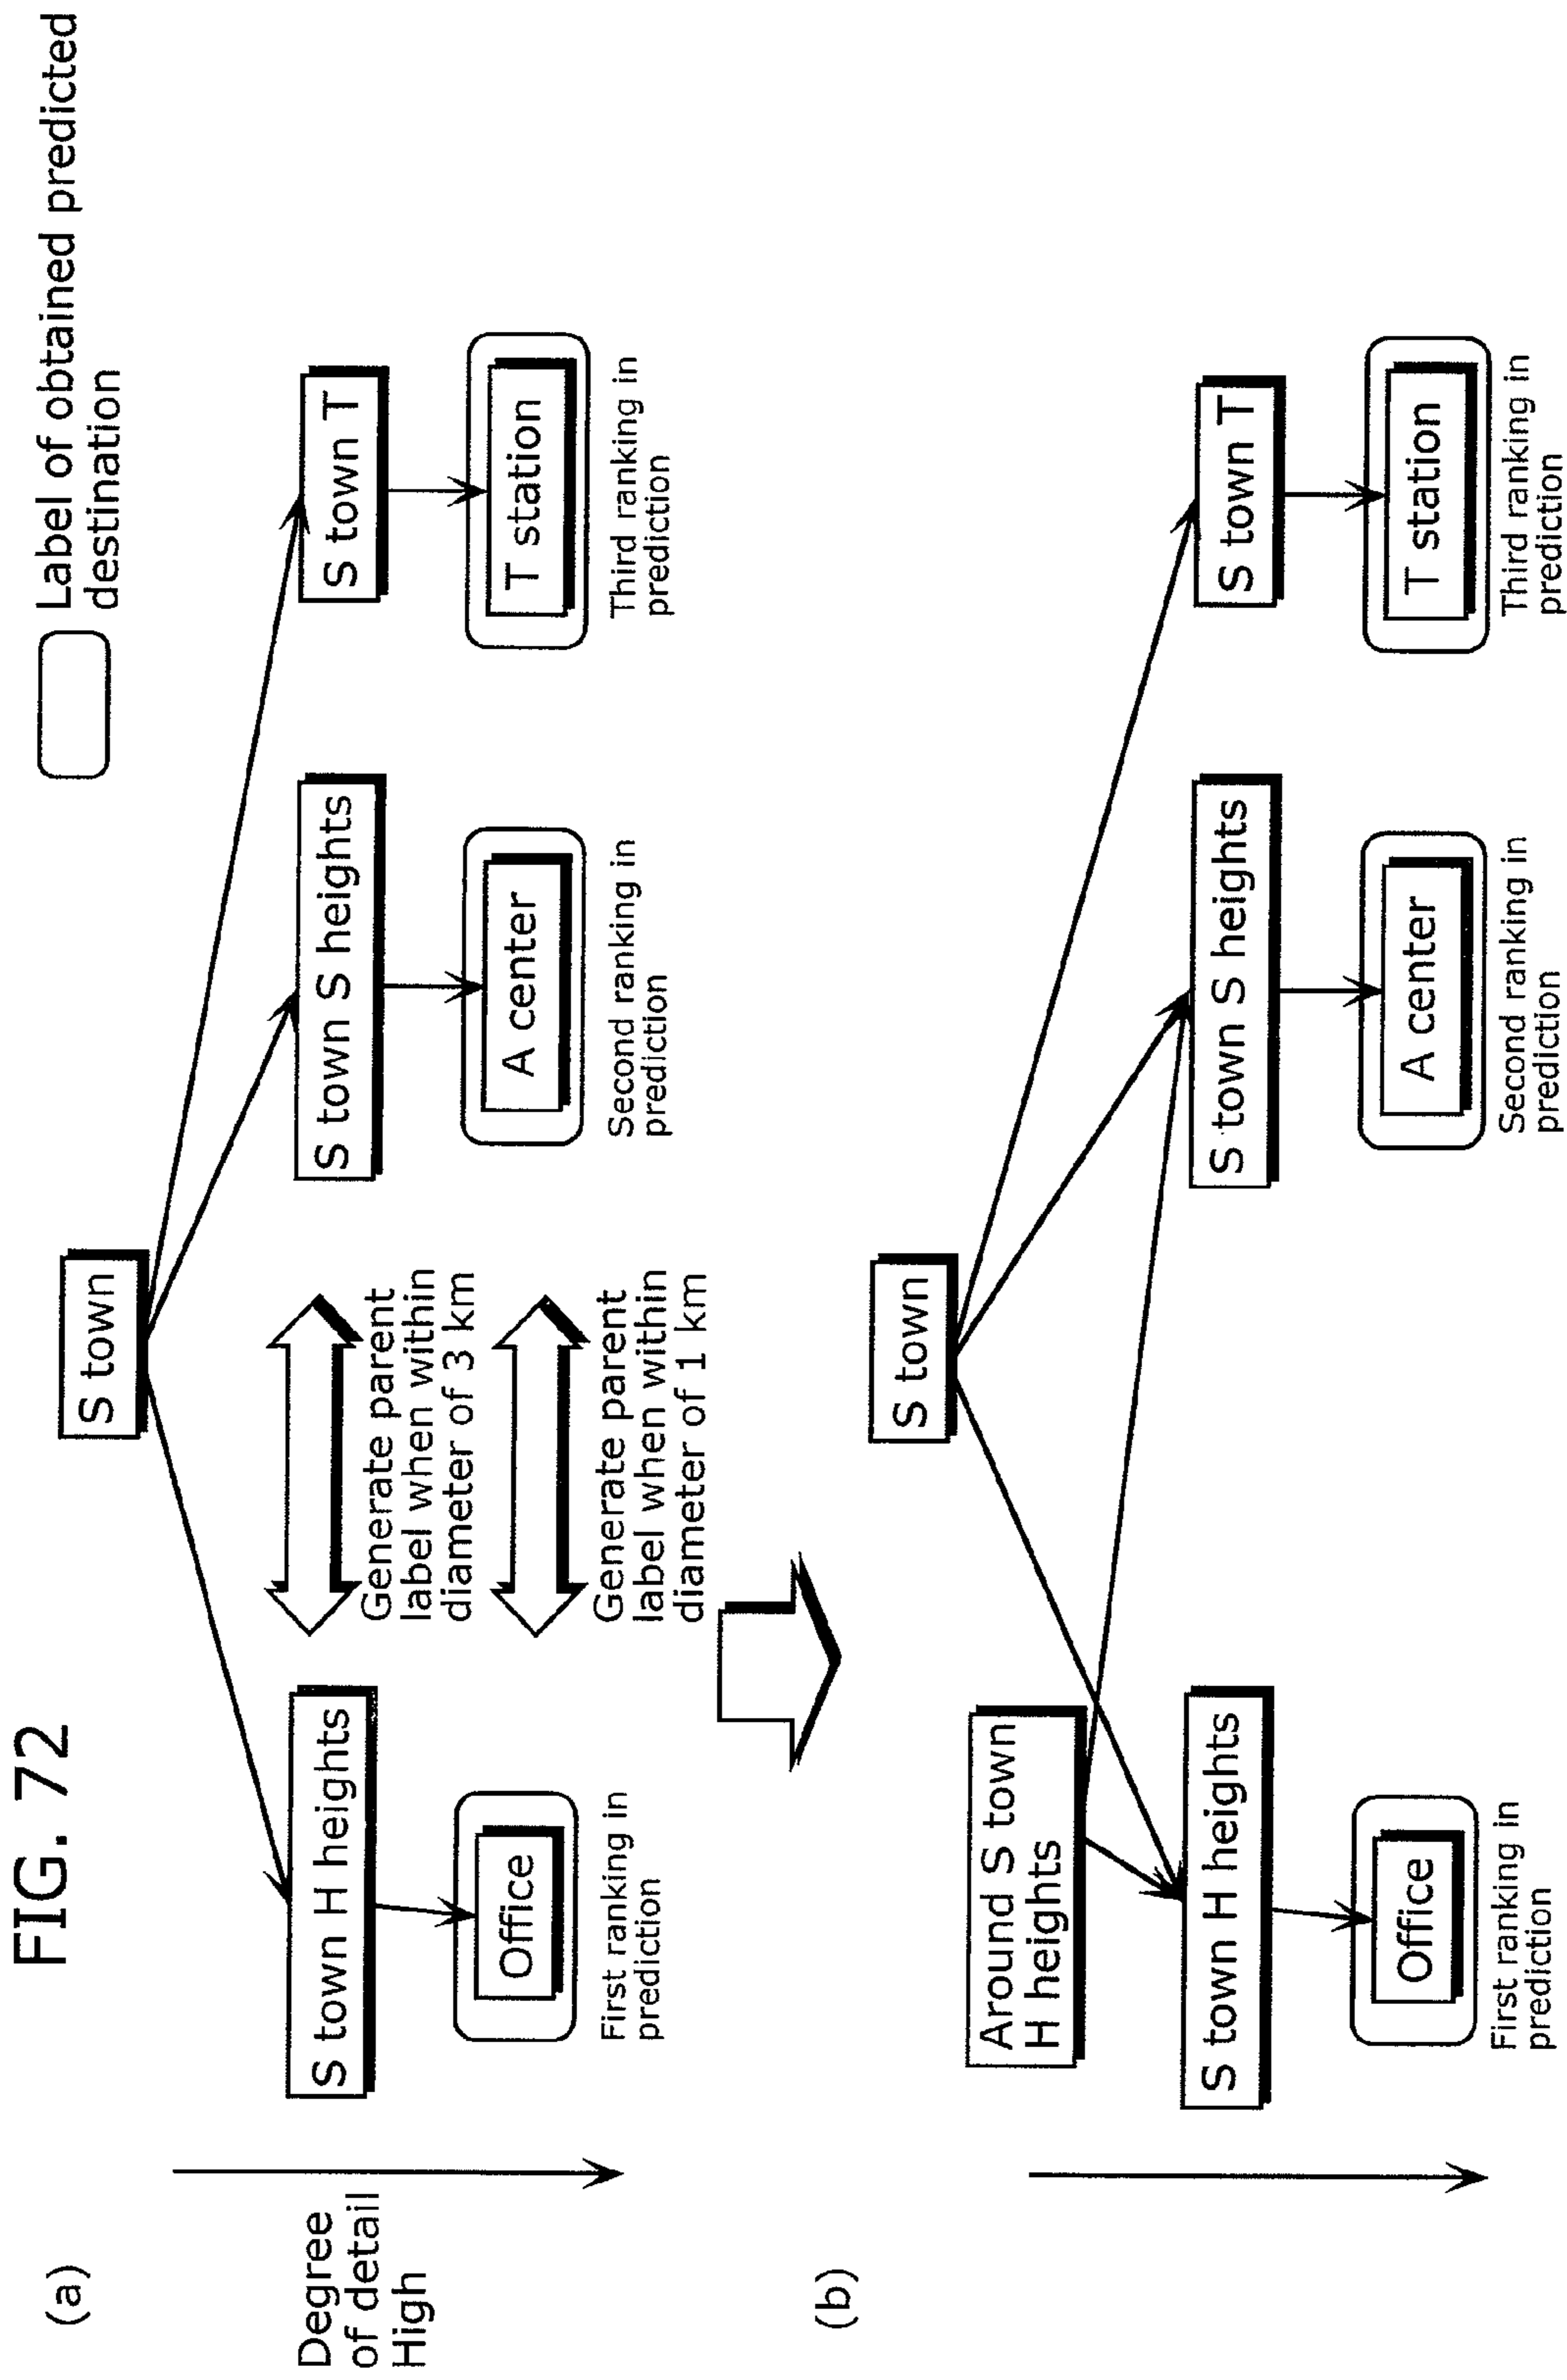 FIG. 72
(a)
Label of obtained predicted
destination
S town
Degree
of detail
High
S town H heights
S town S heights
S town T
Generate parent
label when within
diameter of 3 km
Office
A center
T station
Generate parent
label when within
diameter of 1 km
First ranking in
prediction
Second ranking in
prediction
Third ranking in
prediction
(b)
S town
Around S town
H heights
S town H heights
S town S heights
S town T
Office
A center
T station
First ranking in
prediction
Second ranking in
prediction
Third ranking in
prediction